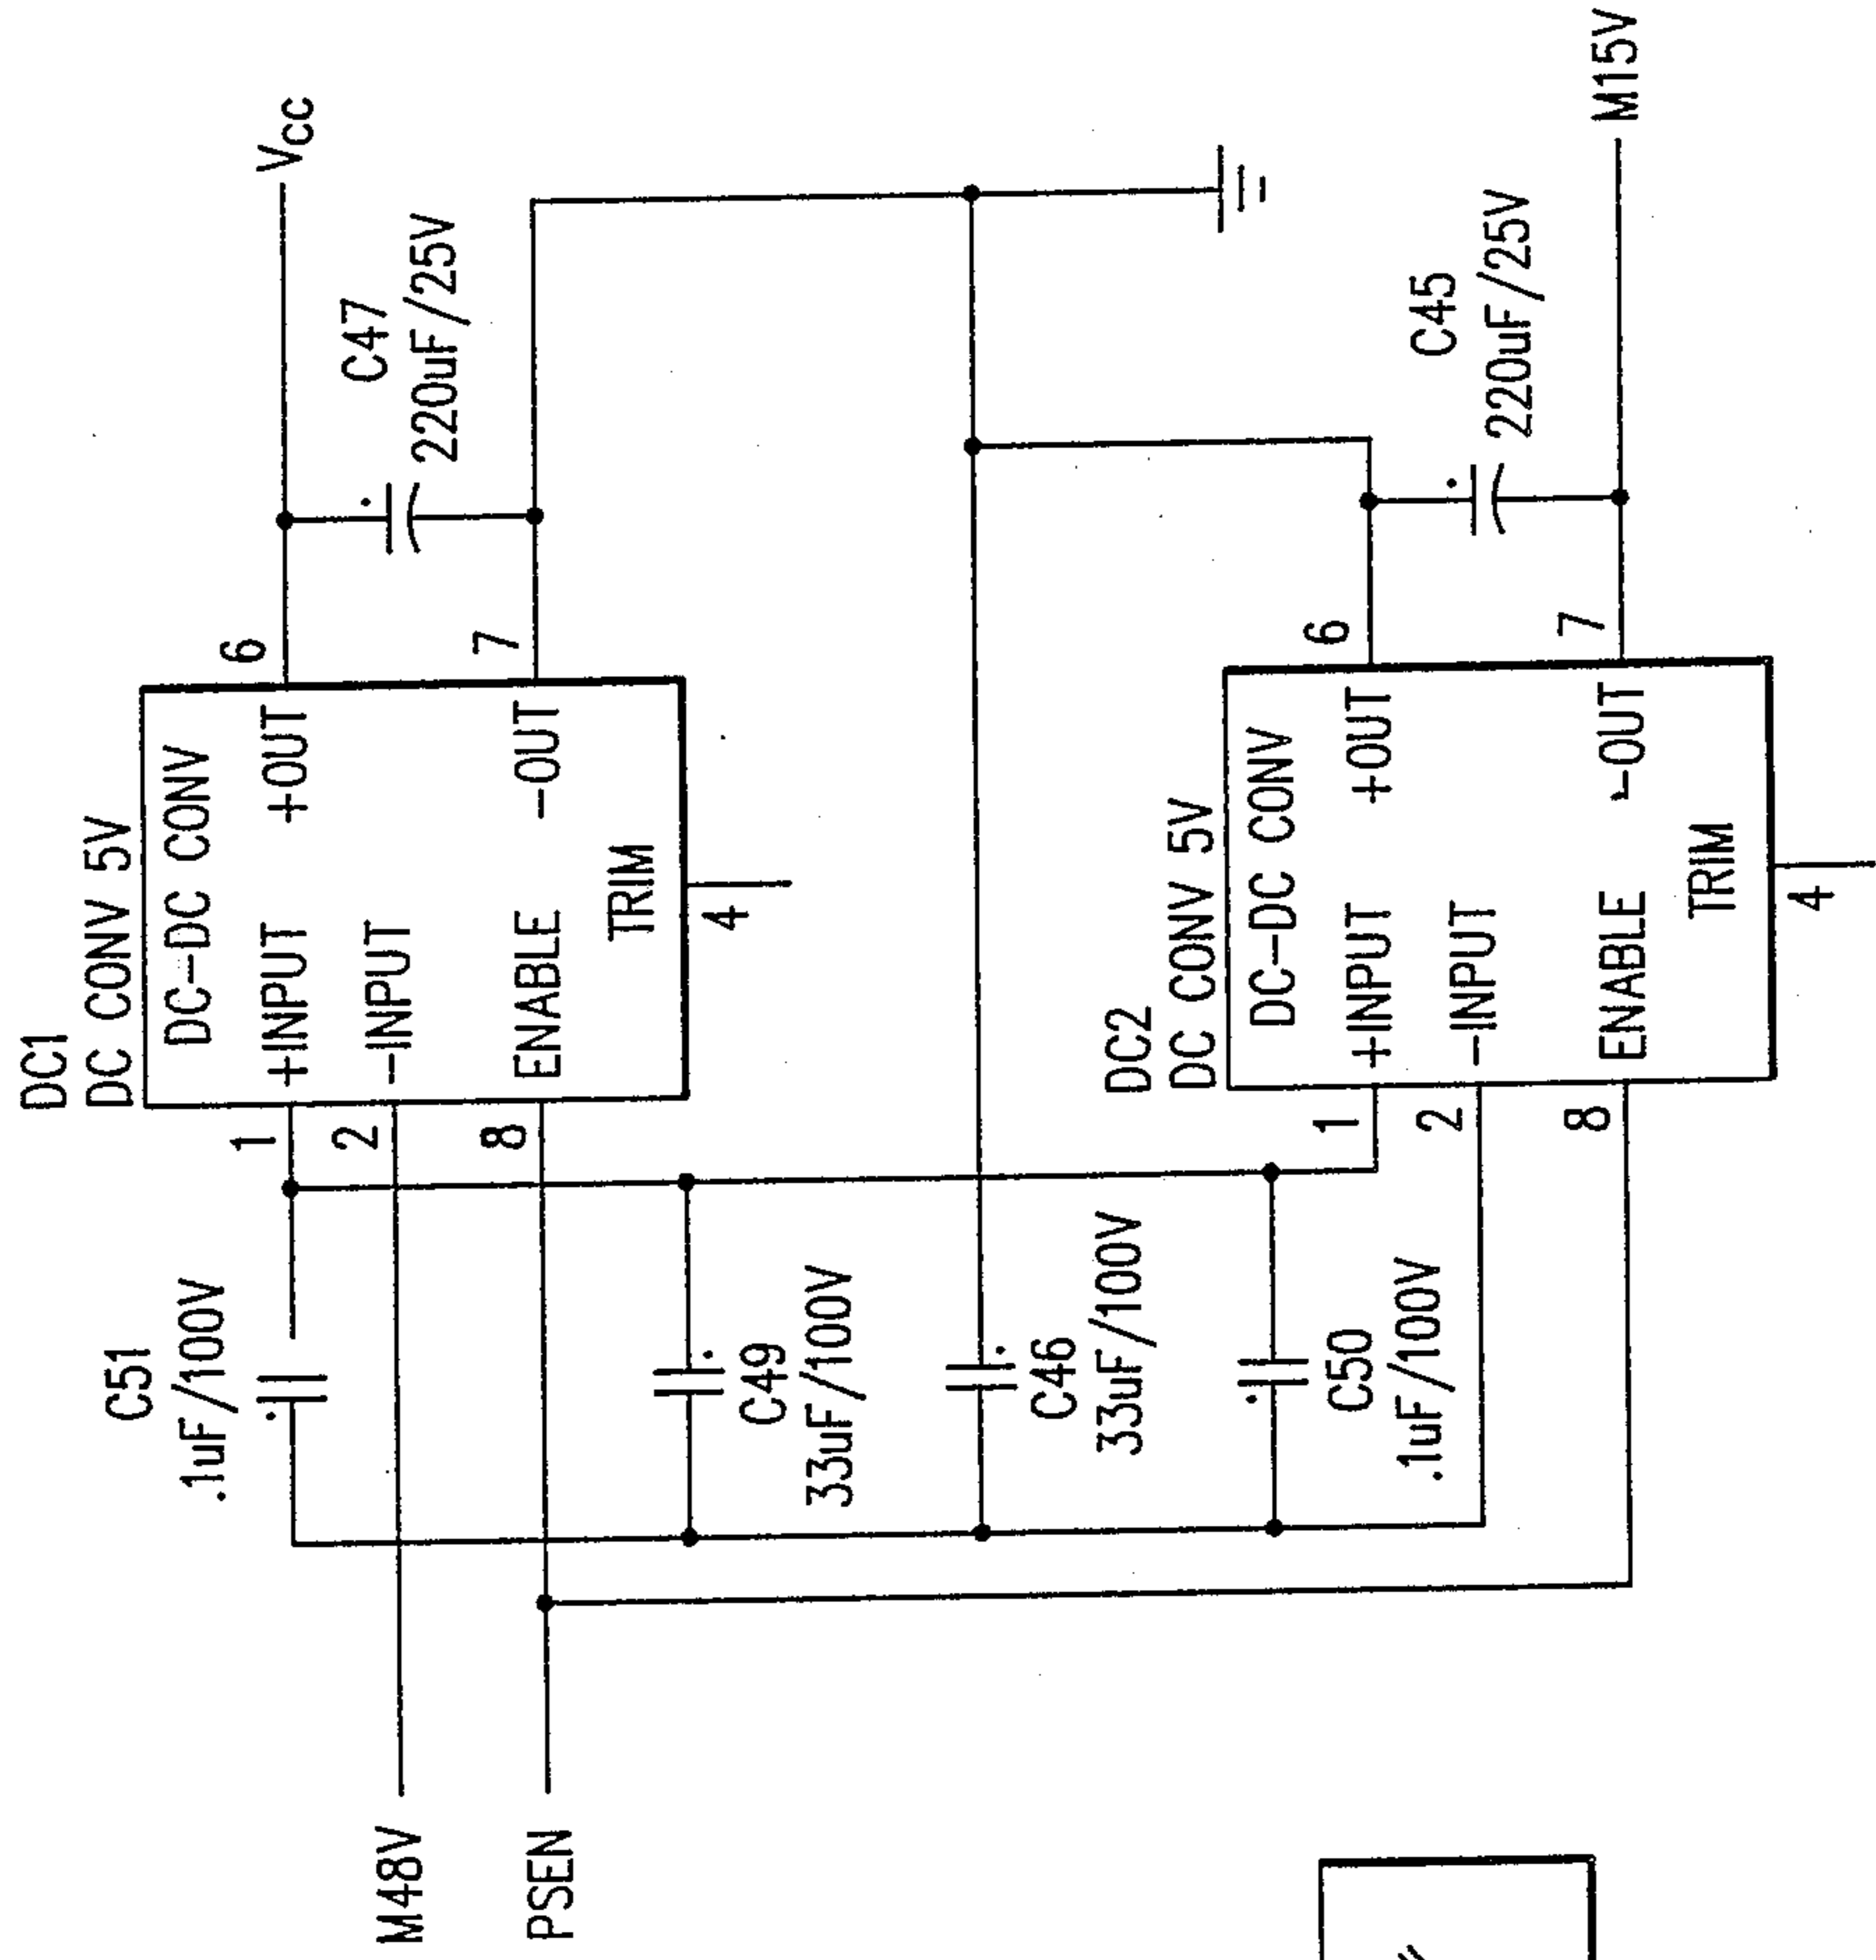 DC1
DC CONV 5V
DC-DC CONV
+INPUT
+OUT
-INPUT
ENABLE
-OUT
TRIM
1
2
8
6
7
4
Vcc
C47
220uF/25V
C51
.1uF/100V
M48V
PSEN
C49
33uF/100V
C46
33uF/100V
C50
.1uF/100V
DC2
DC CONV 5V
DC-DC CONV
+INPUT
+OUT
-INPUT
ENABLE
-OUT
TRIM
1
2
8
6
7
4
C45
220uF/25V
M15V